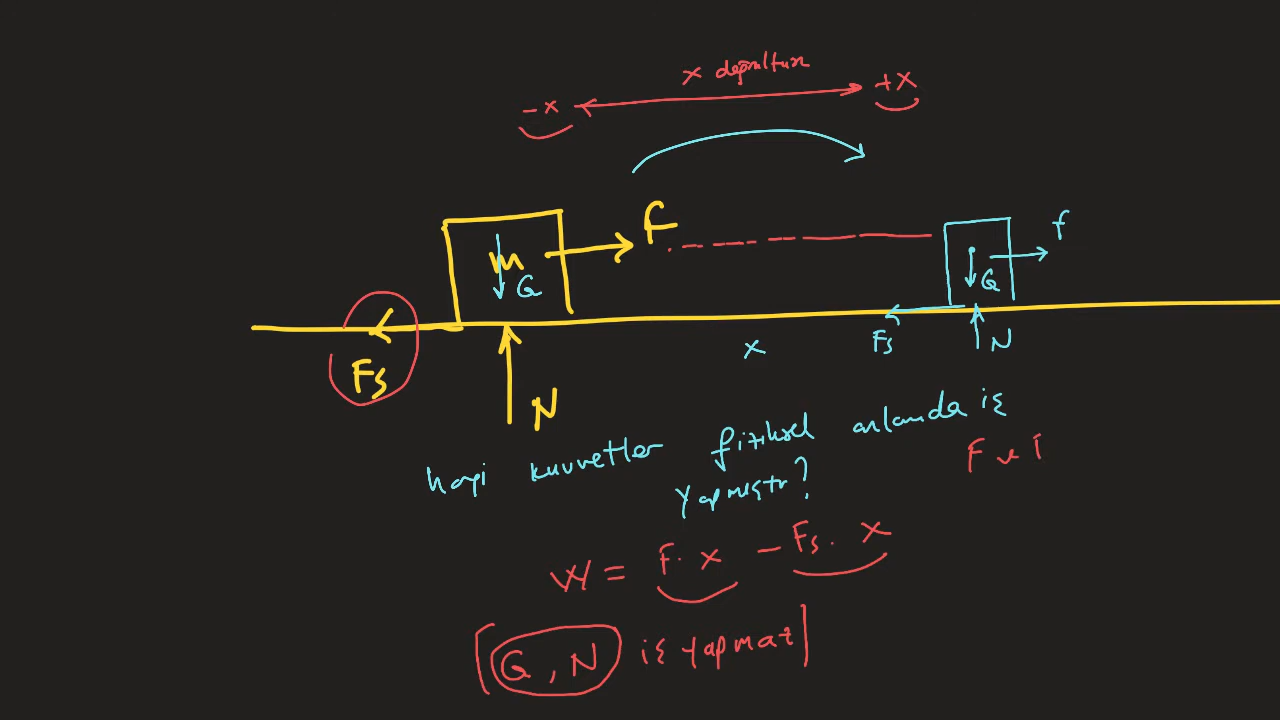 x doğrultusu
-x
+x
f
f
m
G
G
Fs
x
Fs
N
N
hangi kuvvetler fiziksel anlamda iş
yapmıştır?
F ve
W = F. x - Fs. x
[G, N iş yapmaz]